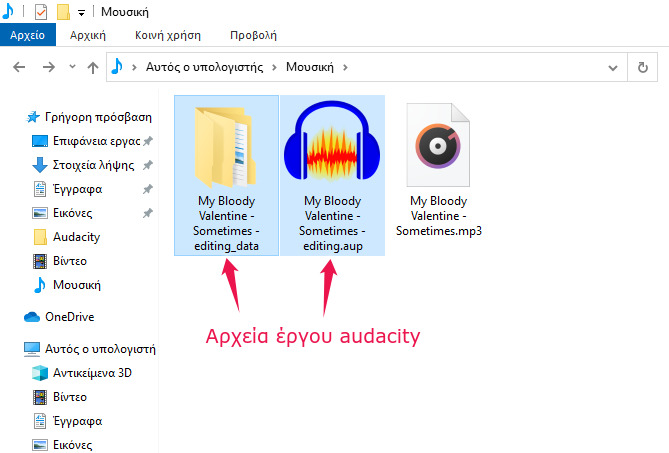 Μουσική
Αρχείο Αρχική Κοινή χρήση Προβολή
Αυτός ο υπολογιστής Μουσική
Γρήγορη πρόσβαση
Επιφάνεια εργας
Στοιχεία λήψης
Έγγραφα
Εικόνες
Audacity
Βίντεο
Μουσική
OneDrive
Αυτός ο υπολογιστή
Αντικείμενα 3D
Βίντεο
Έγγραφα
Εικόνες
My Bloody
Valentine -
Sometimes -
editing_data
My Bloody
Valentine -
Sometimes -
editing.aup
My Bloody
Valentine -
Sometimes.mp3
Αρχεία έργου audacity